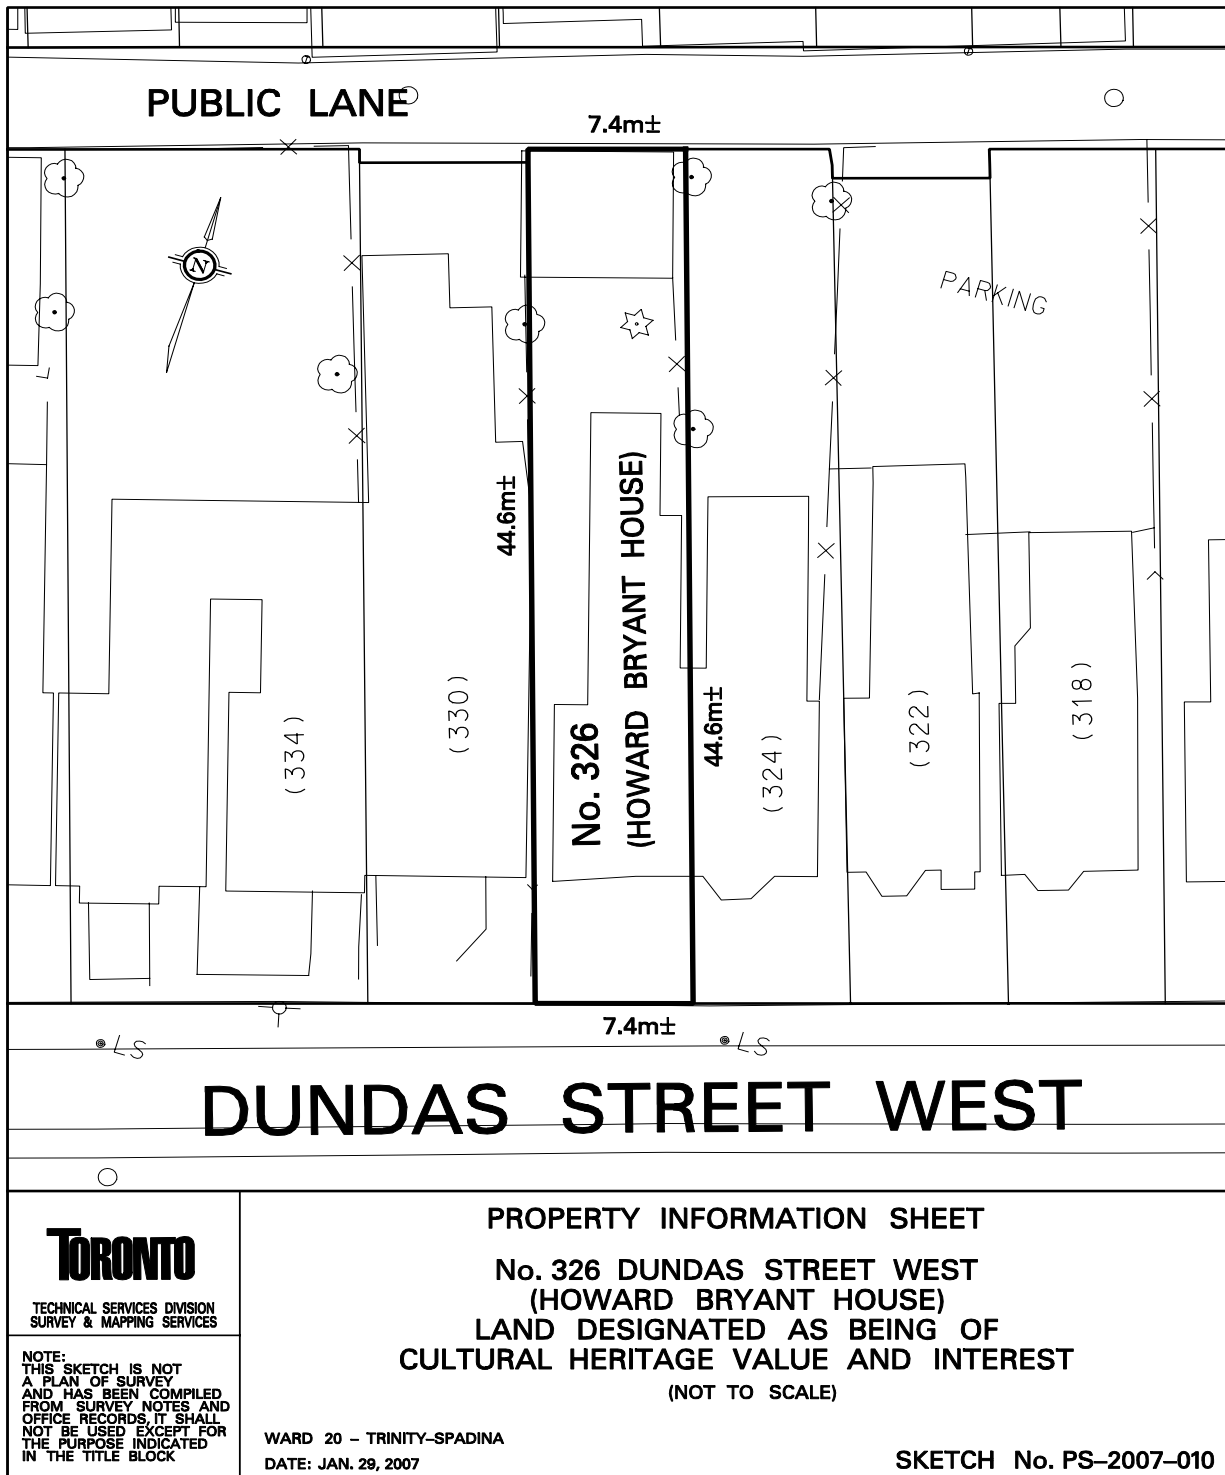 PUBLIC LANE
7.4m±
N
PARKING
44.6m±
No. 326
(HOWARD BRYANT HOUSE)
44.6m±
(334)
(330)
(324)
(322)
(318)
7.4m±
LS
LS
DUNDAS STREET WEST
TORONTO
TECHNICAL SERVICES DIVISION
SURVEY & MAPPING SERVICES
NOTE:
THIS SKETCH IS NOT
A PLAN OF SURVEY
AND HAS BEEN COMPILED
FROM SURVEY NOTES AND
OFFICE RECORDS, IT SHALL
NOT BE USED EXCEPT FOR
THE PURPOSE INDICATED
IN THE TITLE BLOCK
PROPERTY INFORMATION SHEET
No. 326 DUNDAS STREET WEST
(HOWARD BRYANT HOUSE)
LAND DESIGNATED AS BEING OF
CULTURAL HERITAGE VALUE AND INTEREST
(NOT TO SCALE)
WARD 20 – TRINITY–SPADINA
DATE: JAN. 29, 2007
SKETCH No. PS–2007–010